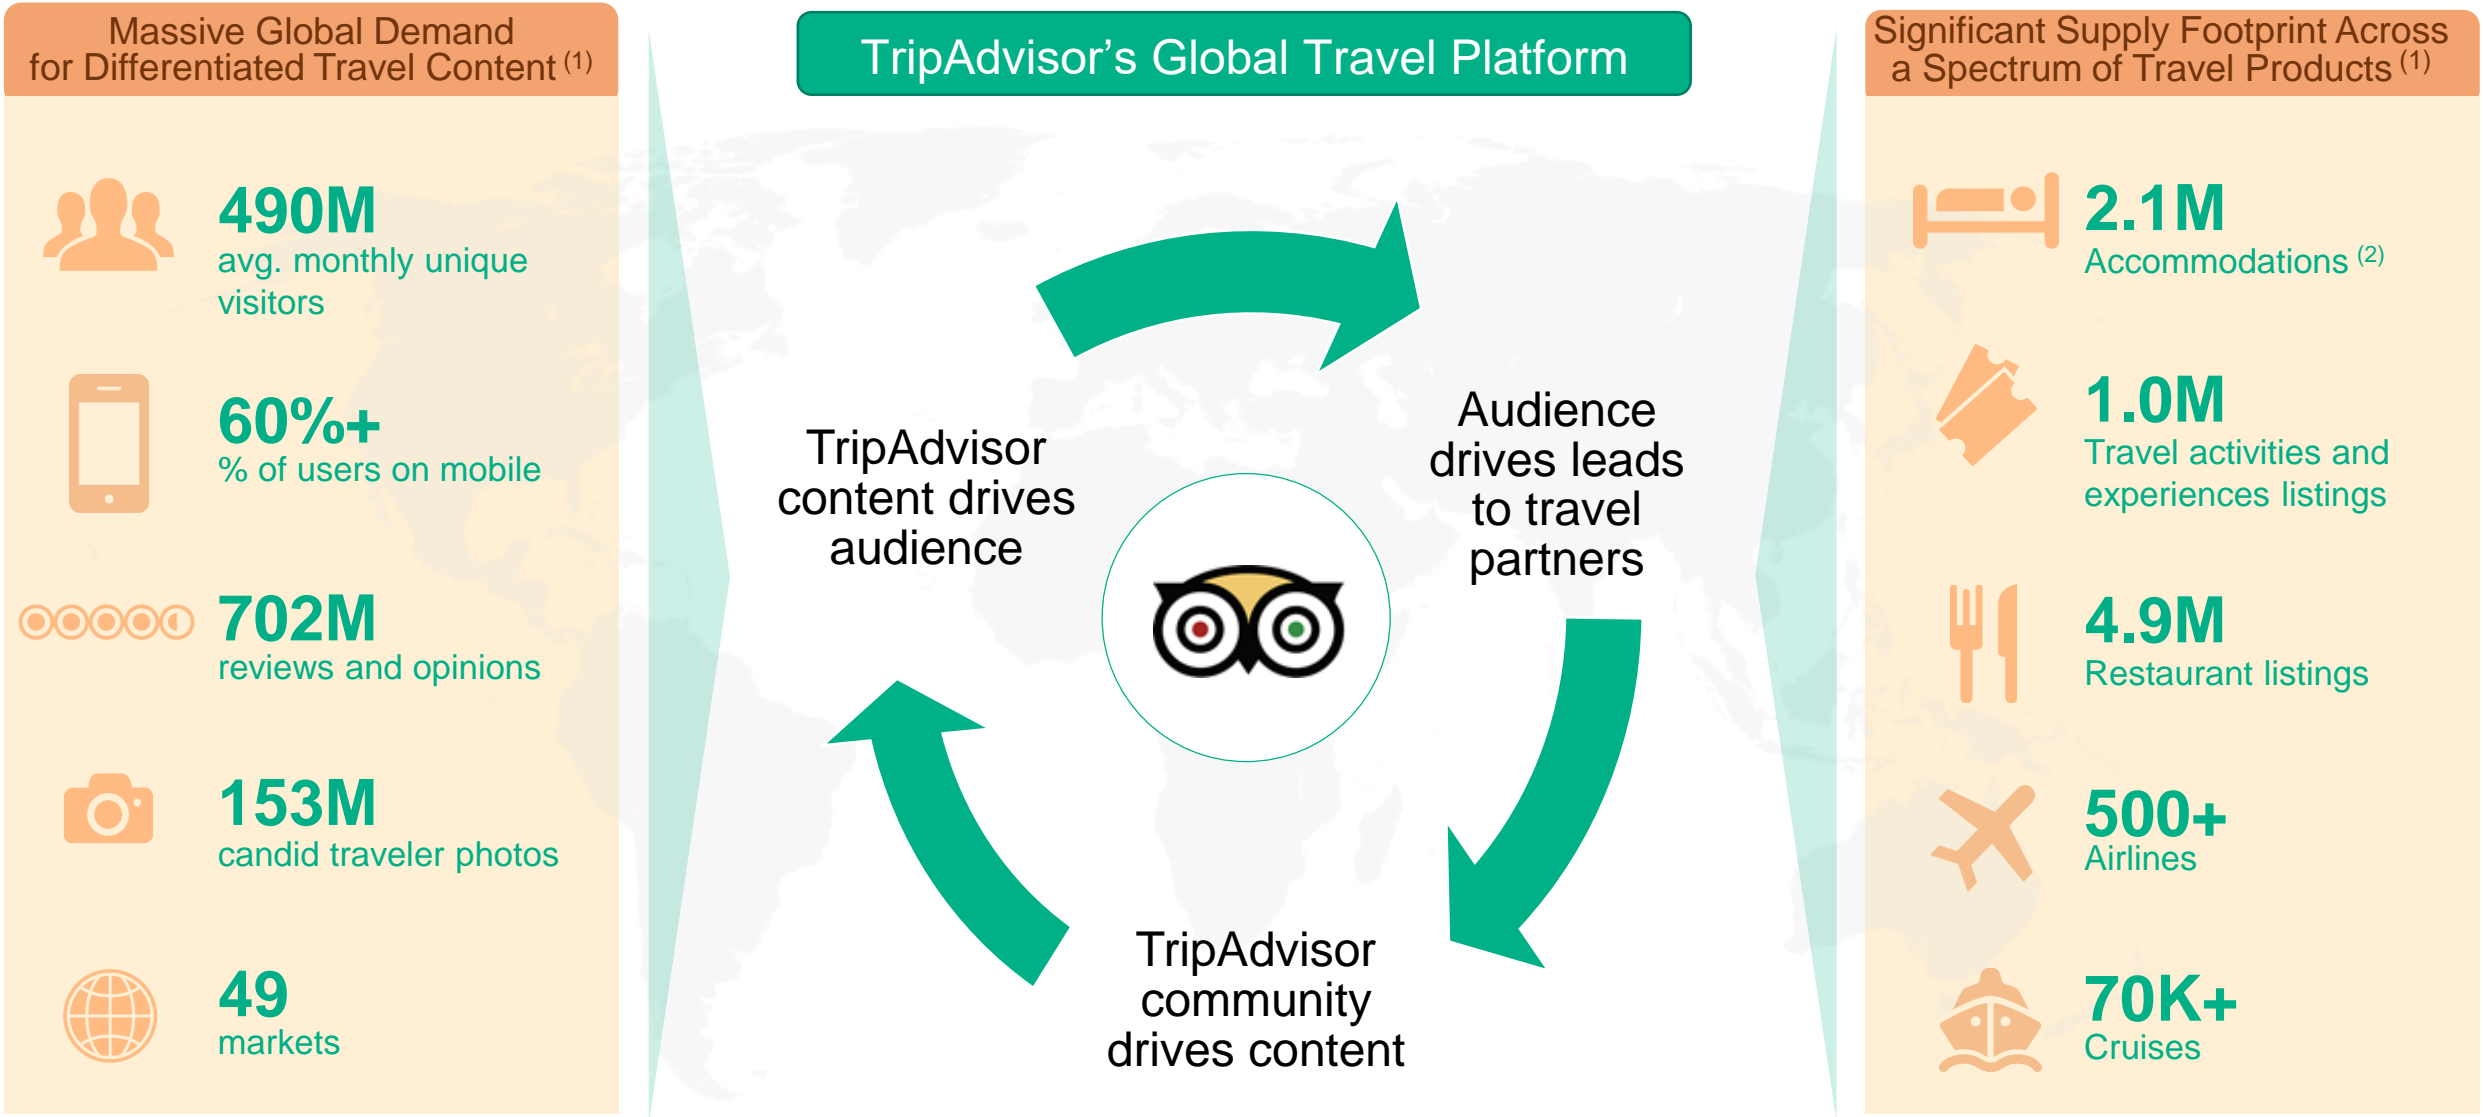 Massive Global Demand
for Differentiated Travel Content (1)
490M
avg. monthly unique
visitors
60%+
% of users on mobile
702M
reviews and opinions
153M
candid traveler photos
49
markets
TripAdvisor's Global Travel Platform
TripAdvisor
content drives
audience
Audience
drives leads
to travel
partners
TripAdvisor
community
drives content
Significant Supply Footprint Across
a Spectrum of Travel Products (1)
2.1M
Accommodations (2)
1.0M
Travel activities and
experiences listings
4.9M
Restaurant listings
500+
Airlines
70K+
Cruises